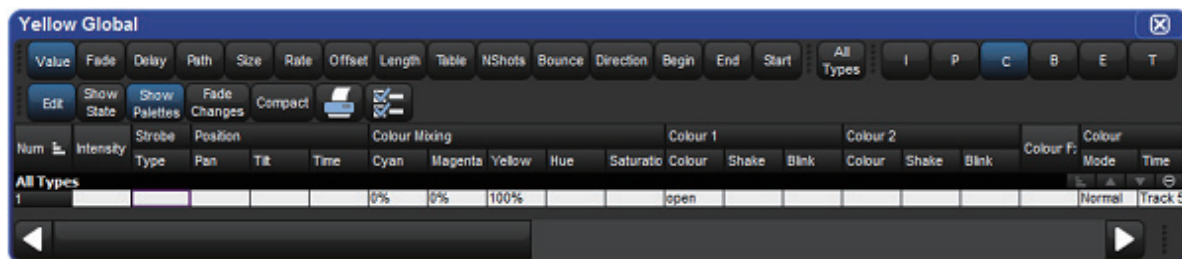 Yellow Global
Value Fade Delay Path Size Rate Offset Length Table NShots Bounce Direction Begin End Start All Types I P C B E T
Edit Show State Show Palettes Fade Changes Compact
Num Intensity Strobe Position Colour Mixing Colour 1 Colour 2 Colour F: Colour
Type Pan Tilt Time Cyan Magenta Yellow Hue Saturatio Colour Shake Blink Colour Shake Blink Mode Time
All Types
1 0% 0% 100% open Normal Track 5